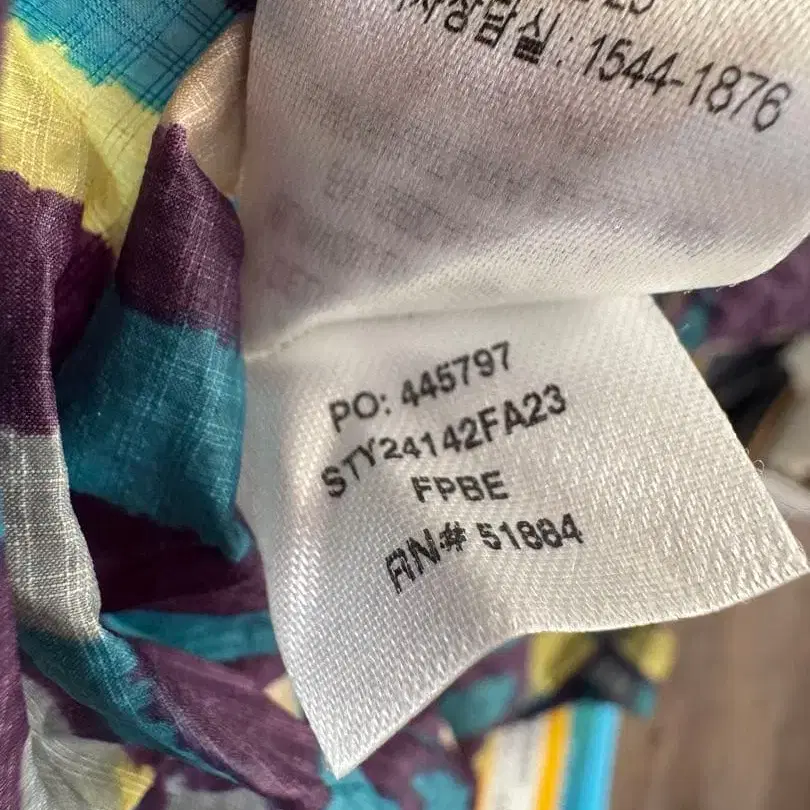 상담실: 1544-1876
PO: 445797
STY24142FA23
FPBE
RN# 51884